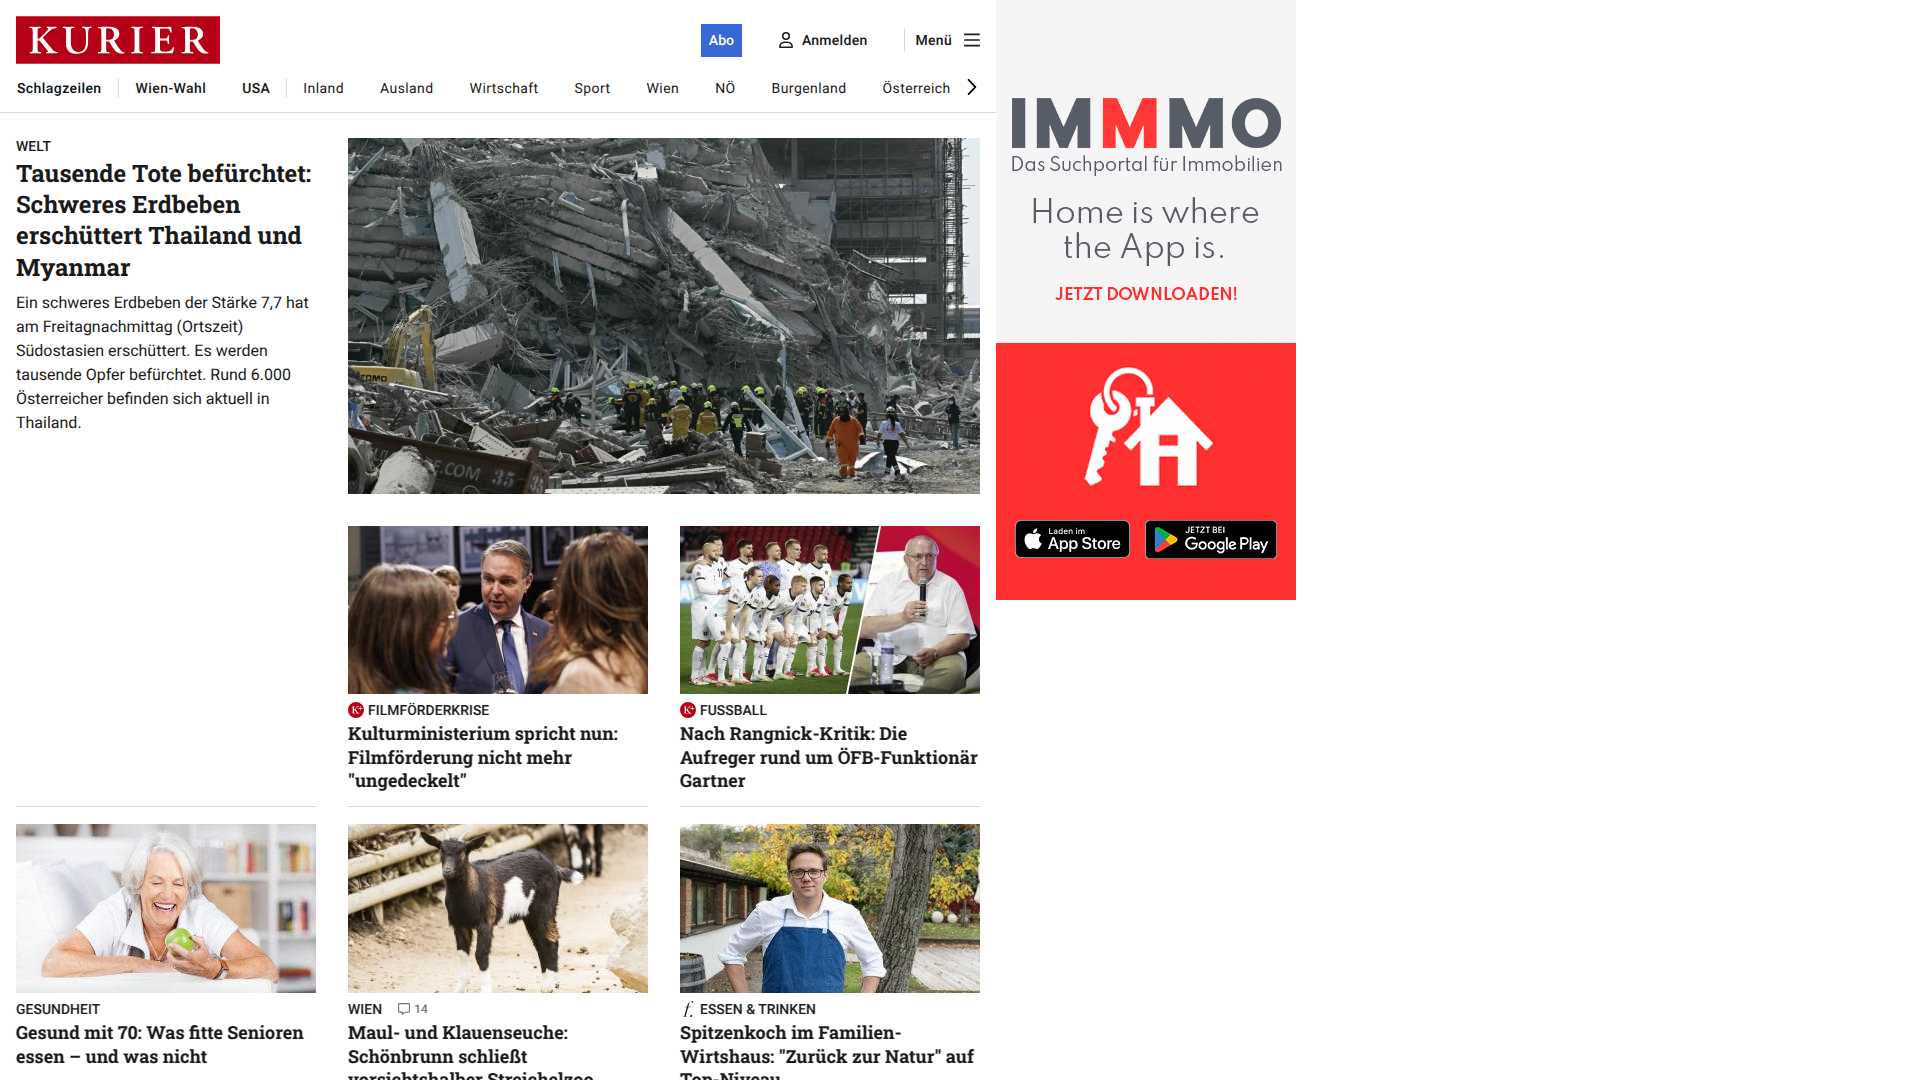 KURIER
Abo
Anmelden
Menü
Schlagzeilen
Wien-Wahl
USA
Inland
Ausland
Wirtschaft
Sport
Wien
NÖ
Burgenland
Österreich
WELT
Tausende Tote befürchtet:
Schweres Erdbeben
erschüttert Thailand und
Myanmar
Ein schweres Erdbeben der Stärke 7,7 hat
am Freitagnachmittag (Ortszeit)
Südostasien erschüttert. Es werden
tausende Opfer befürchtet. Rund 6.000
Österreicher befinden sich aktuell in
Thailand.
K+ FILMFÖRDERKRISE
Kulturministerium spricht nun:
Filmförderung nicht mehr
"ungedeckelt"
K+ FUSSBALL
Nach Rangnick-Kritik: Die
Aufreger rund um ÖFB-Funktionär
Gartner
GESUNDHEIT
Gesund mit 70: Was fitte Senioren
essen – und was nicht
WIEN 14
Maul- und Klauenseuche:
Schönbrunn schließt
vorsichtshalber Streichelzoo
f. ESSEN & TRINKEN
Spitzenkoch im Familien-
Wirtshaus: "Zurück zur Natur" auf
Top-Niveau
IMMMO
Das Suchportal für Immobilien
Home is where
the App is.
JETZT DOWNLOADEN!
Laden im
App Store
JETZT BEI
Google Play